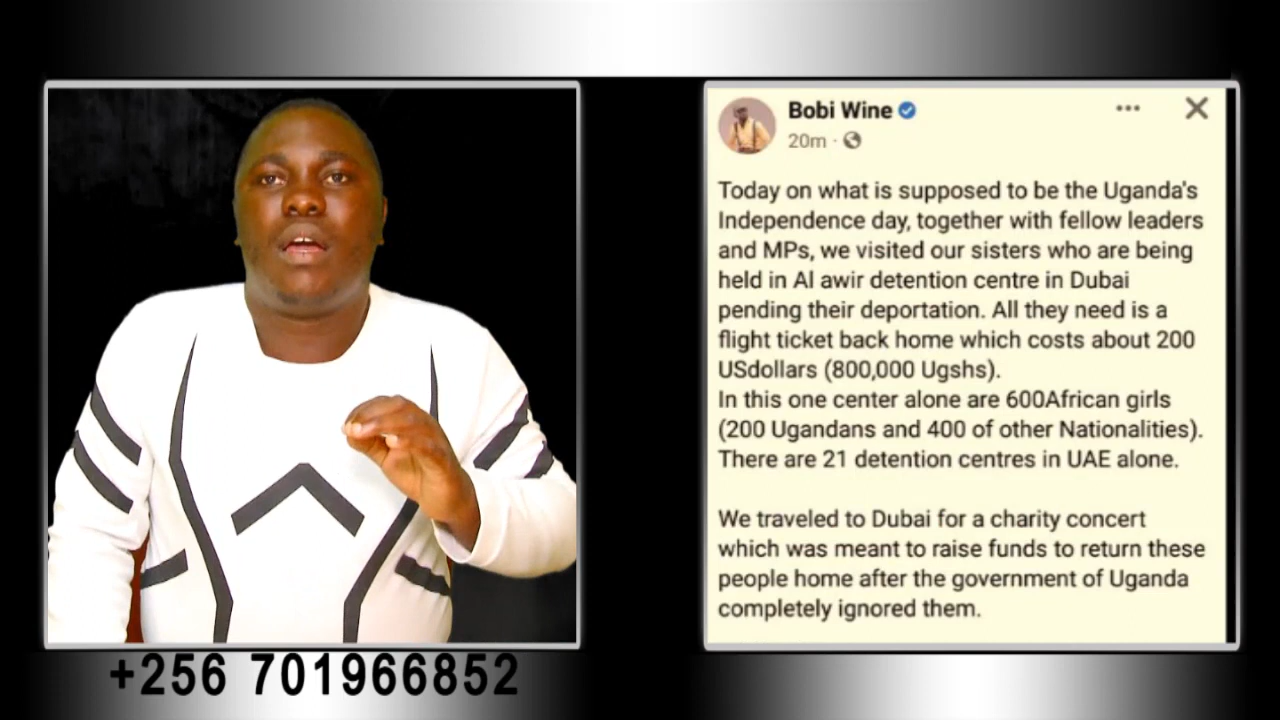 Bobi Wine
20m ·
Today on what is supposed to be the Uganda's
Independence day, together with fellow leaders
and MPs, we visited our sisters who are being
held in Al awir detention centre in Dubai
pending their deportation. All they need is a
flight ticket back home which costs about 200
USdollars (800,000 Ugshs).
In this one center alone are 600African girls
(200 Ugandans and 400 of other Nationalities).
There are 21 detention centres in UAE alone.
We traveled to Dubai for a charity concert
which was meant to raise funds to return these
people home after the government of Uganda
completely ignored them.
+256 701966852